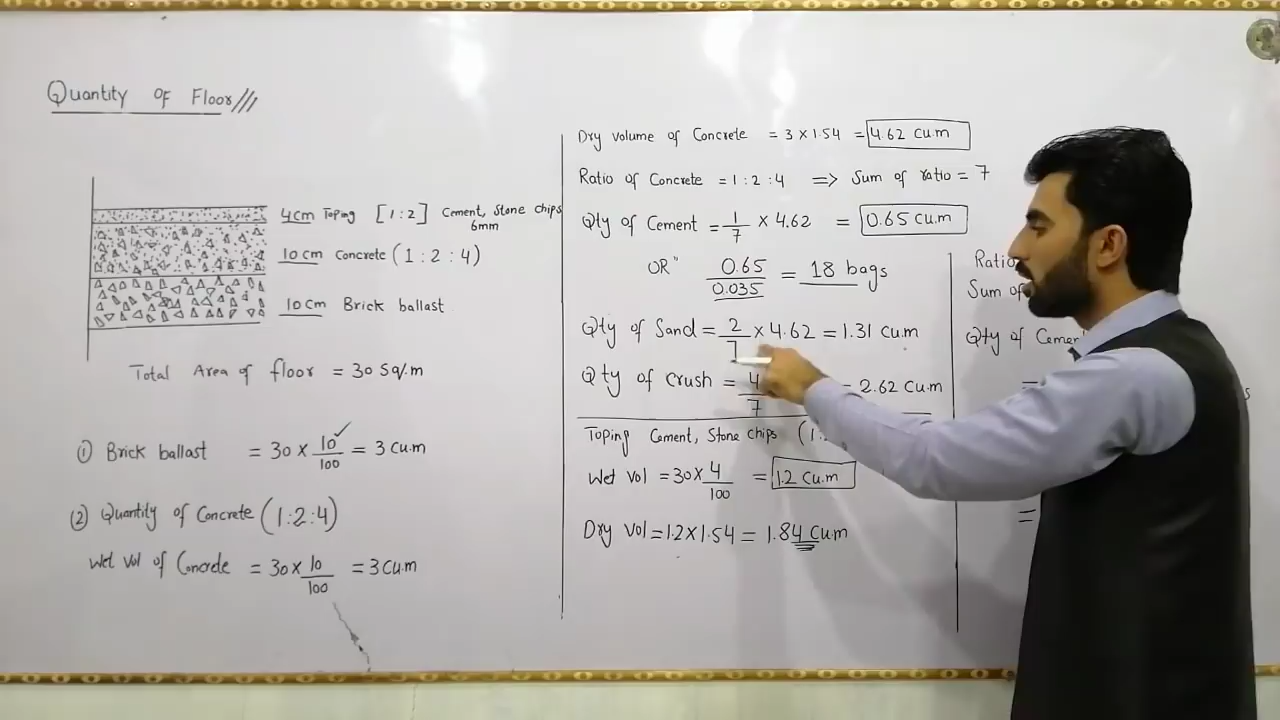 Quantity of Floor
4cm Toping [1:2] Cement, Stone chips
6mm
10cm Concrete (1:2:4)
10cm Brick ballast
Total Area of floor = 30 Sq/m
① Brick ballast = 30 × 10/100 = 3 Cu.m
(2) Quantity of Concrete (1:2:4)
Wet Vol of Concrete = 30 × 10/100 = 3 Cu.m
Dry volume of Concrete = 3 × 1.54 = 4.62 Cu.m
Ratio of Concrete = 1:2:4 => Sum of ratio = 7
Qty of Cement = 1/7 × 4.62 = 0.65 Cu.m
OR" 0.65/0.035 = 18 bags
Qty of Sand = 2/7 × 4.62 = 1.31 Cu.m
Qty of Crush = 4/7 = 2.62 Cu.m
Toping Cement, Stone chips (1:
Wet Vol = 30 × 4/100 = 1.2 Cu.m
Dry Vol = 1.2 × 1.54 = 1.84 Cu.m
Ratio
Sum of
Qty of Cement
=
=
s